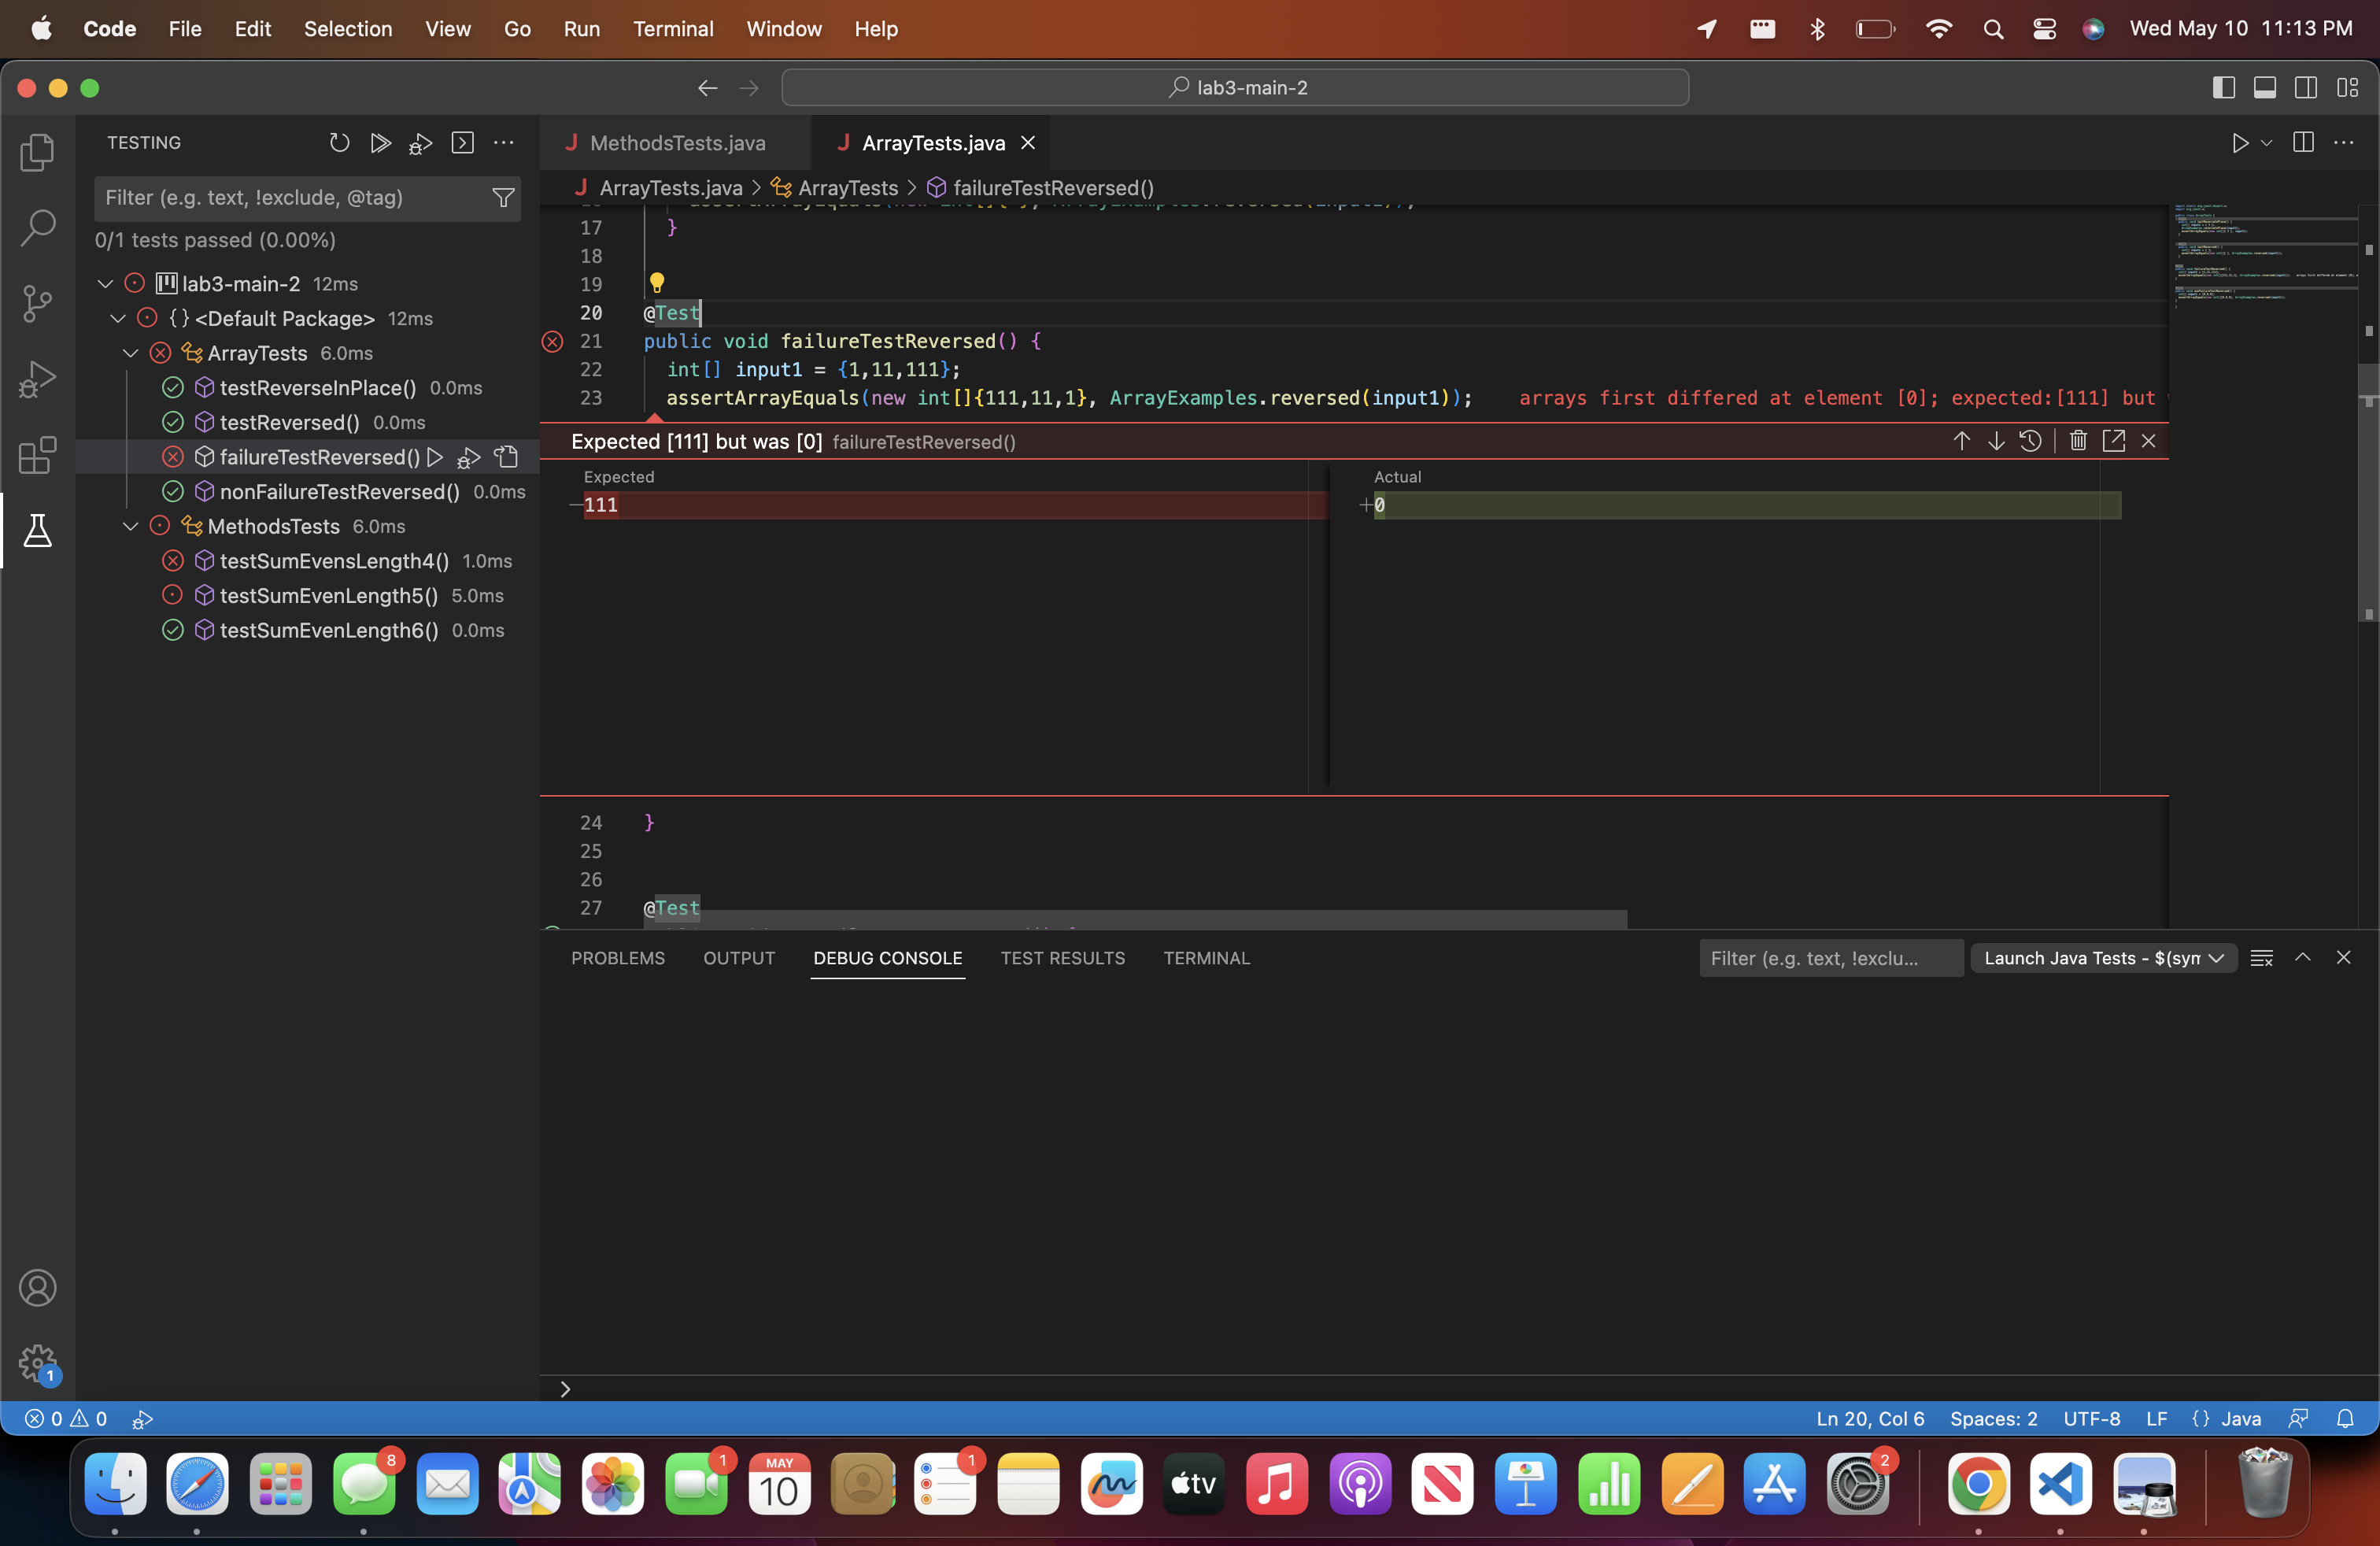 Code File Edit Selection View Go Run Terminal Window Help Wed May 10 11:13 PM
lab3-main-2
TESTING
Filter (e.g. text, !exclude, @tag)
0/1 tests passed (0.00%)
lab3-main-2 12ms
{} <Default Package> 12ms
ArrayTests 6.0ms
testReverseInPlace() 0.0ms
testReversed() 0.0ms
failureTestReversed()
nonFailureTestReversed() 0.0ms
MethodsTests 6.0ms
testSumEvensLength4() 1.0ms
testSumEvenLength5() 5.0ms
testSumEvenLength6() 0.0ms
1
J MethodsTests.java J ArrayTests.java
J ArrayTests.java > ArrayTests > failureTestReversed()
17 }
18
19
20 @Test
21 public void failureTestReversed() {
22 int[] input1 = {1,11,111};
23 assertArrayEquals(new int[]{111,11,1}, ArrayExamples.reversed(input1)); arrays first differed at element [0]; expected:[111] but
Expected [111] but was [0] failureTestReversed()
Expected Actual
—111 +0
24 }
25
26
27 @Test
PROBLEMS OUTPUT DEBUG CONSOLE TEST RESULTS TERMINAL Filter (e.g. text, !exclu... Launch Java Tests - $(syn
>
0 0 Ln 20, Col 6 Spaces: 2 UTF-8 LF {} Java
8 1 MAY 10 1 tv 2